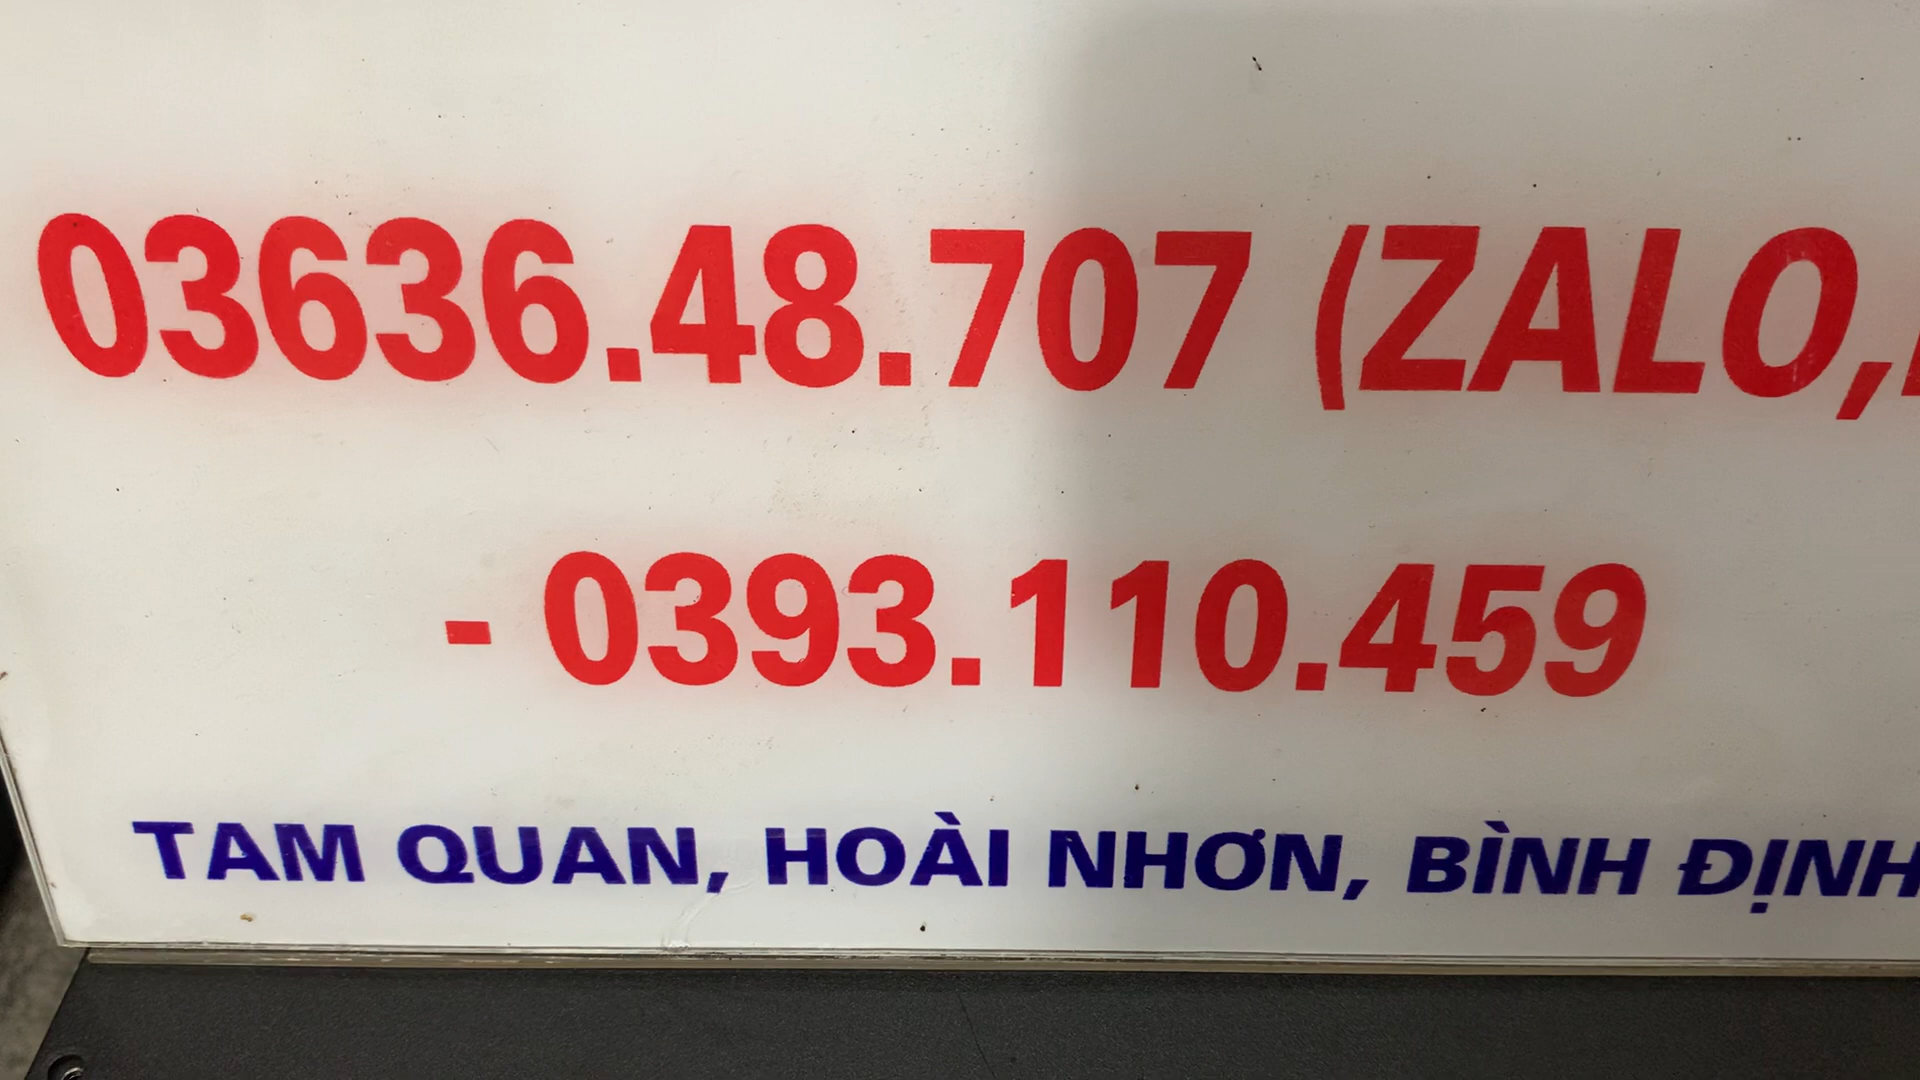 03636.48.707 (ZALO,
- 0393.110.459
TAM QUAN, HOÀI NHƠN, BÌNH ĐỊNH